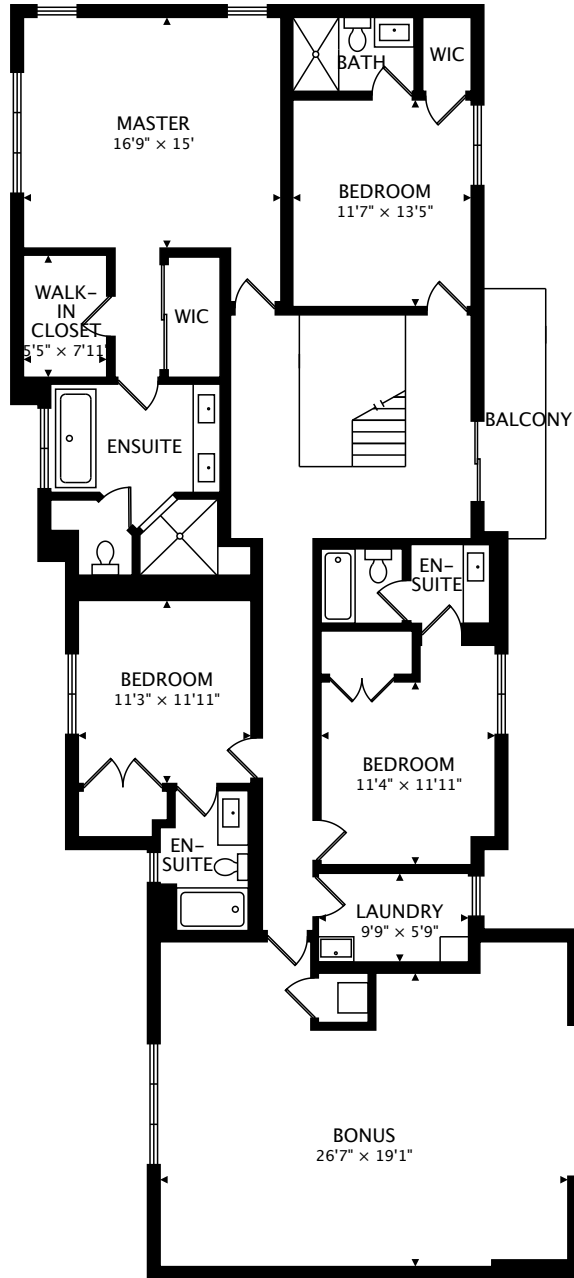 BATH
WIC
MASTER
16'9" × 15'
BEDROOM
11'7" × 13'5"
WALK-
IN
CLOSET
5'5" × 7'11"
WIC
BALCONY
ENSUITE
EN-
SUITE
BEDROOM
11'3" × 11'11"
BEDROOM
11'4" × 11'11"
EN-
SUITE
LAUNDRY
9'9" × 5'9"
BONUS
26'7" × 19'1"